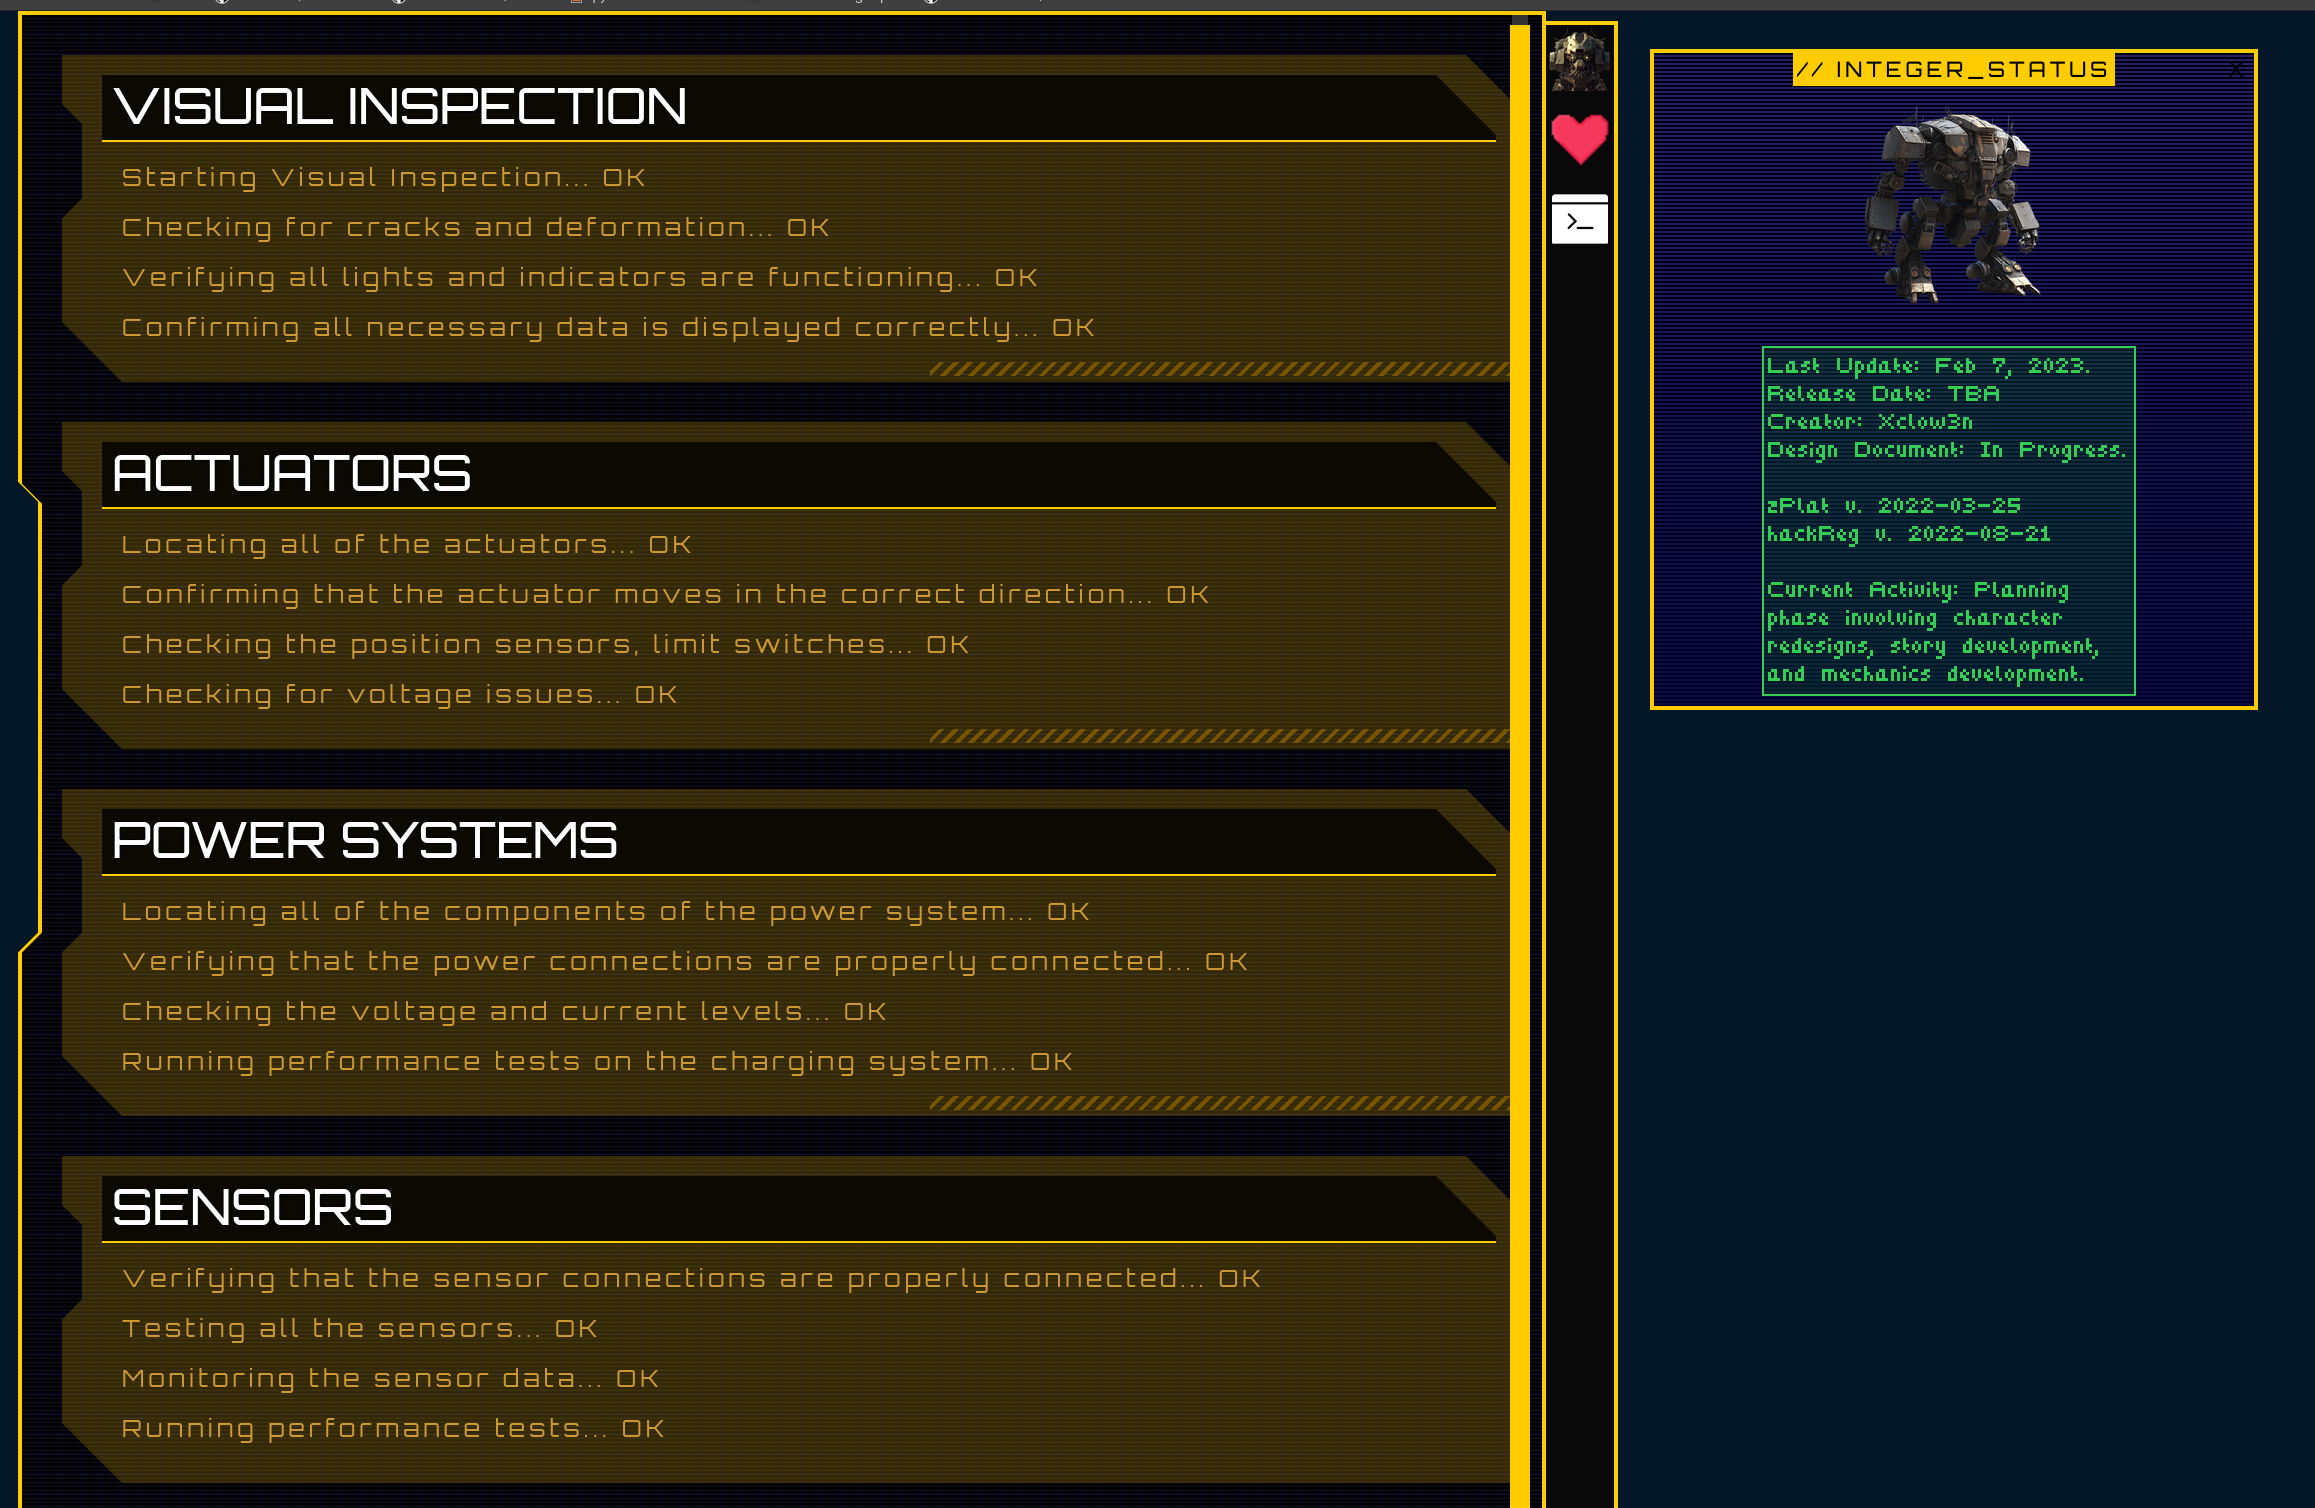 VISUAL INSPECTION
Starting Visual Inspection... OK
Checking for cracks and deformation... OK
Verifying all lights and indicators are functioning... OK
Confirming all necessary data is displayed correctly... OK
ACTUATORS
Locating all of the actuators... OK
Confirming that the actuator moves in the correct direction... OK
Checking the position sensors, limit switches... OK
Checking for voltage issues... OK
POWER SYSTEMS
Locating all of the components of the power system... OK
Verifying that the power connections are properly connected... OK
Checking the voltage and current levels... OK
Running performance tests on the charging system... OK
SENSORS
Verifying that the sensor connections are properly connected... OK
Testing all the sensors... OK
Monitoring the sensor data... OK
Running performance tests... OK
>_
// INTEGER_STATUS
X
Last Update: Feb 7, 2023.
Release Date: TBA
Creator: Xclow3n
Design Document: In Progress.
zPlat v. 2022-03-25
hackReg v. 2022-08-21
Current Activity: Planning
phase involving character
redesigns, story development,
and mechanics development.